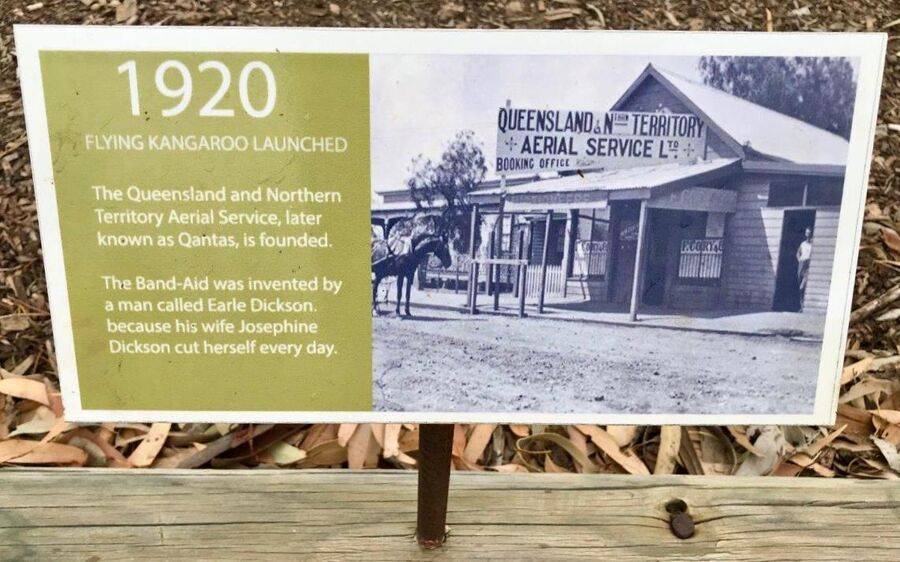 1920
FLYING KANGAROO LAUNCHED
The Queensland and Northern
Territory Aerial Service, later
known as Qantas, is founded.
The Band-Aid was invented by
a man called Earle Dickson.
because his wife Josephine
Dickson cut herself every day.
QUEENSLAND & NTHRN TERRITORY
AERIAL SERVICE LTD.
BOOKING OFFICE